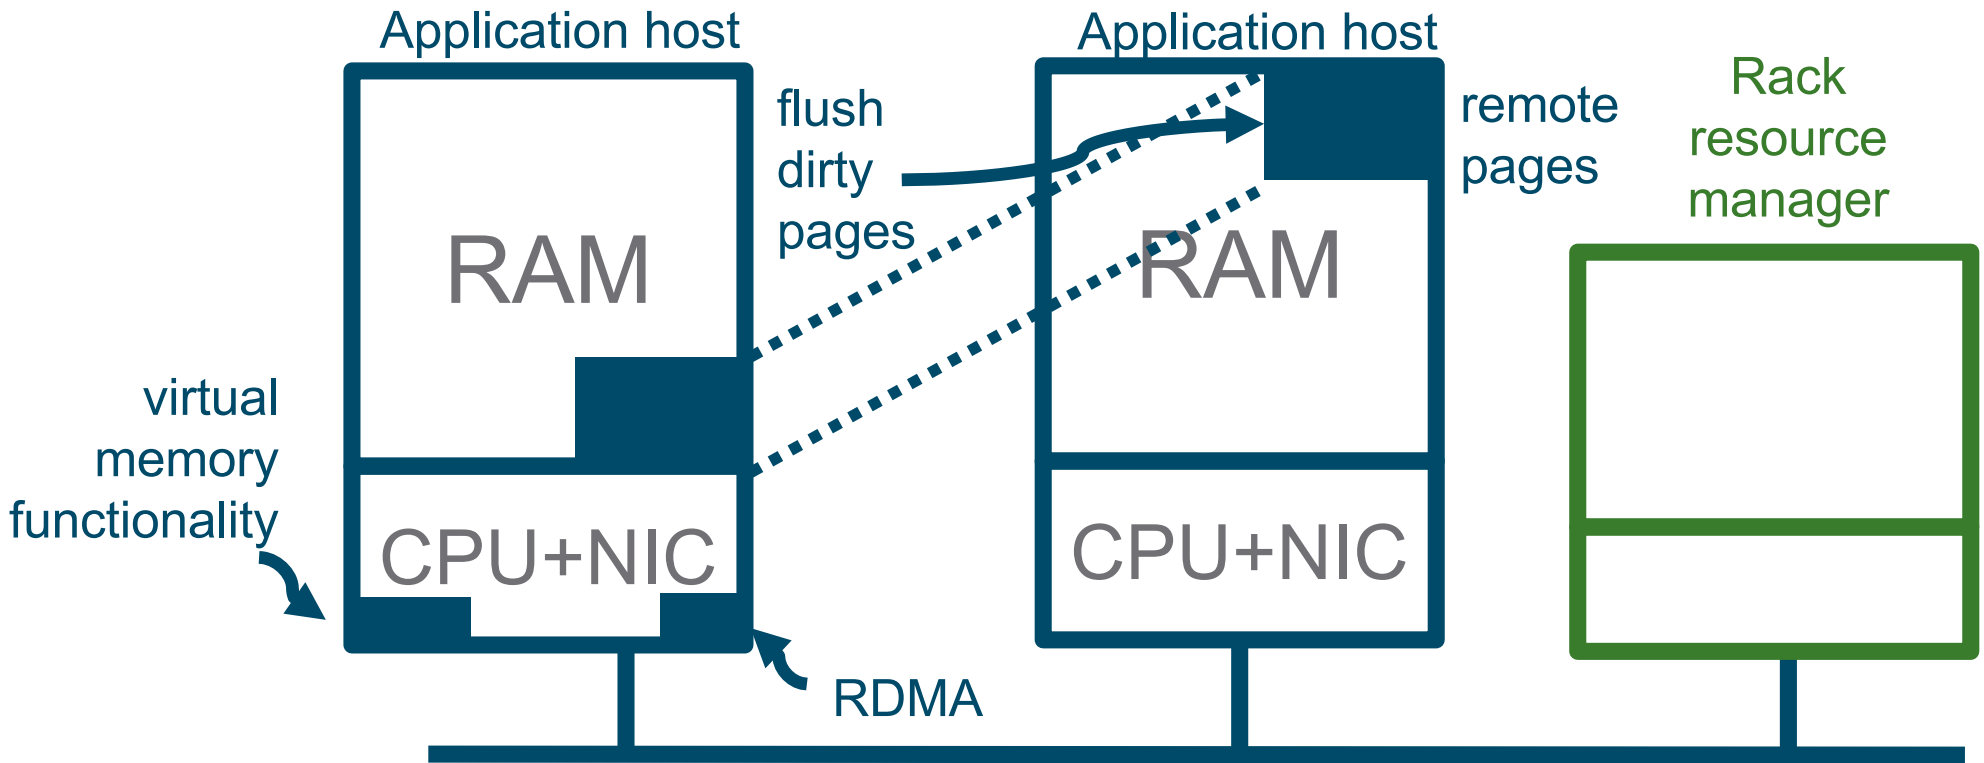 Application host
Application host
flush
dirty
pages
remote
pages
Rack
resource
manager
RAM
RAM
virtual
memory
functionality
CPU+NIC
CPU+NIC
RDMA